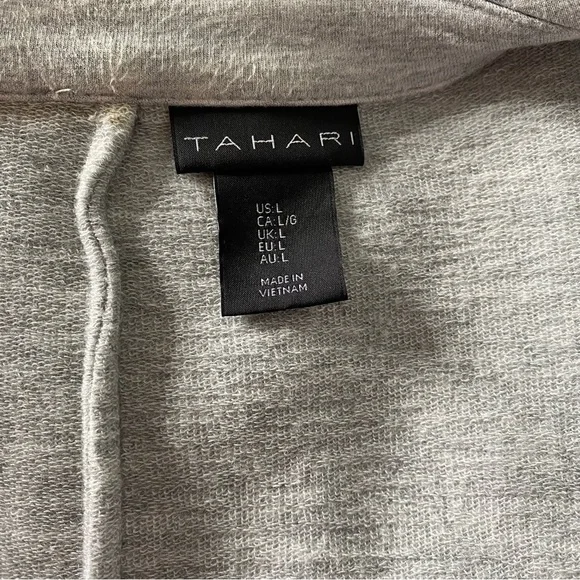 TAHARI
US:L
CA:L/G
UK:L
EU:L
AU:L
MADE IN
VIETNAM